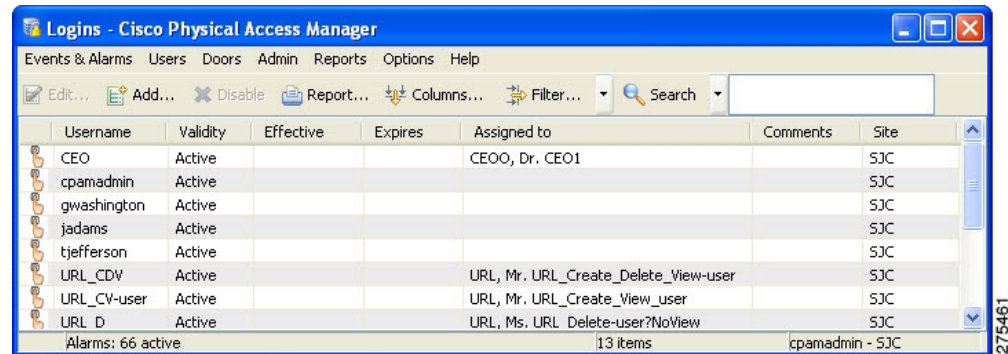 Logins - Cisco Physical Access Manager
Events & Alarms Users Doors Admin Reports Options Help
Edit... Add... Disable Report... Columns... Filter... Search
Username Validity Effective Expires Assigned to Comments Site
CEO Active CEOO, Dr. CEO1 SJC
cpamadmin Active SJC
gwashington Active SJC
jadams Active SJC
tjefferson Active SJC
URL_CDV Active URL, Mr. URL_Create_Delete_View-user SJC
URL_CV-user Active URL, Mr. URL_Create_View_user SJC
URL_D Active URL, Ms. URL_Delete-user?NoView SJC
Alarms: 66 active 13 items cpamadmin - SJC
275461